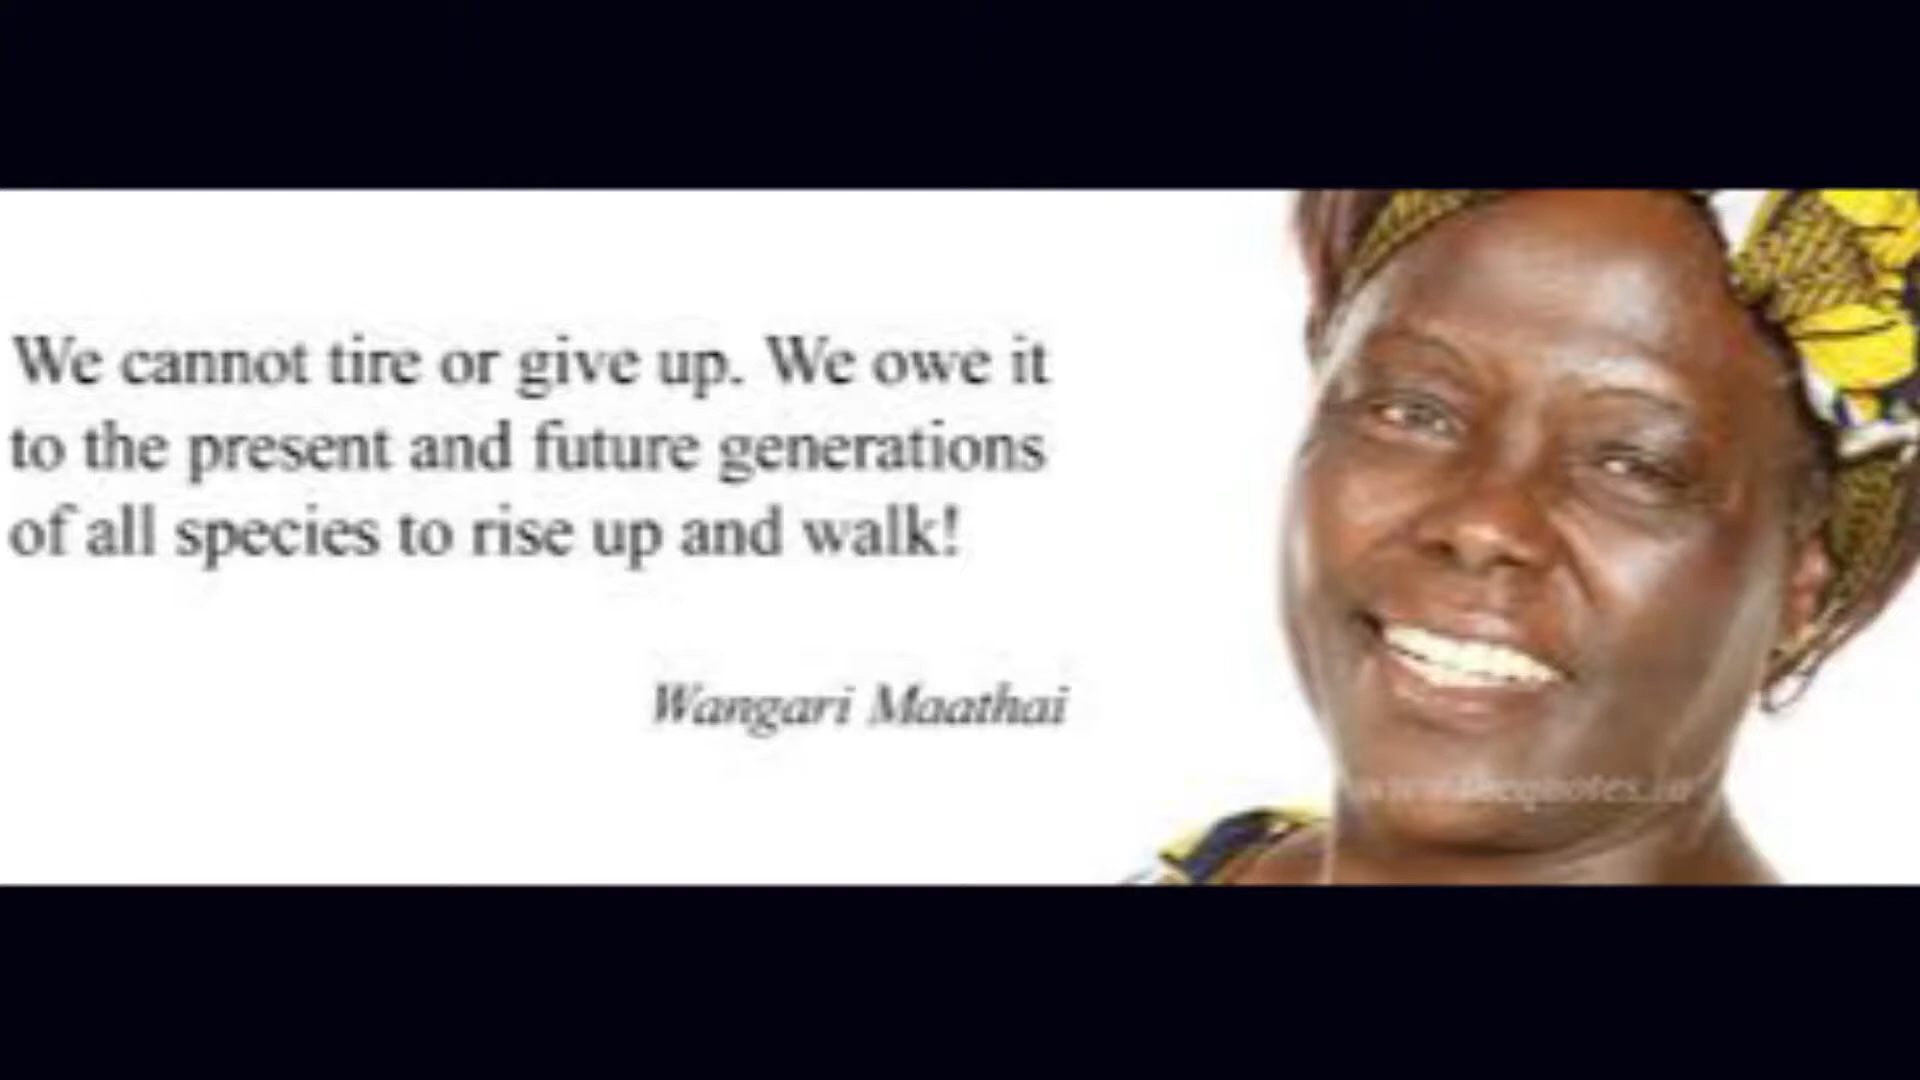 We cannot tire or give up. We owe it
to the present and future generations
of all species to rise up and walk!
Wangari Maathai